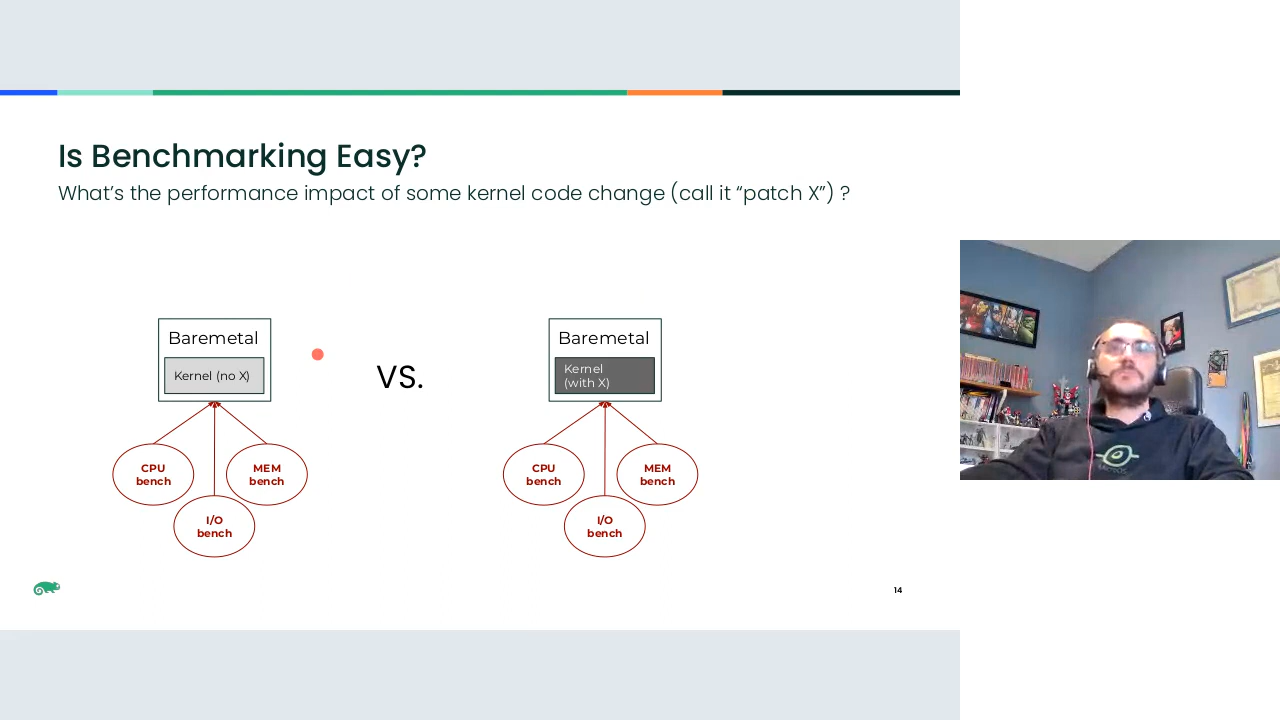 Is Benchmarking Easy?
What's the performance impact of some kernel code change (call it “patch X”) ?
Baremetal
Kernel (no X)
VS.
Baremetal
Kernel
(with X)
CPU
bench
MEM
bench
I/O
bench
CPU
bench
MEM
bench
I/O
bench
14